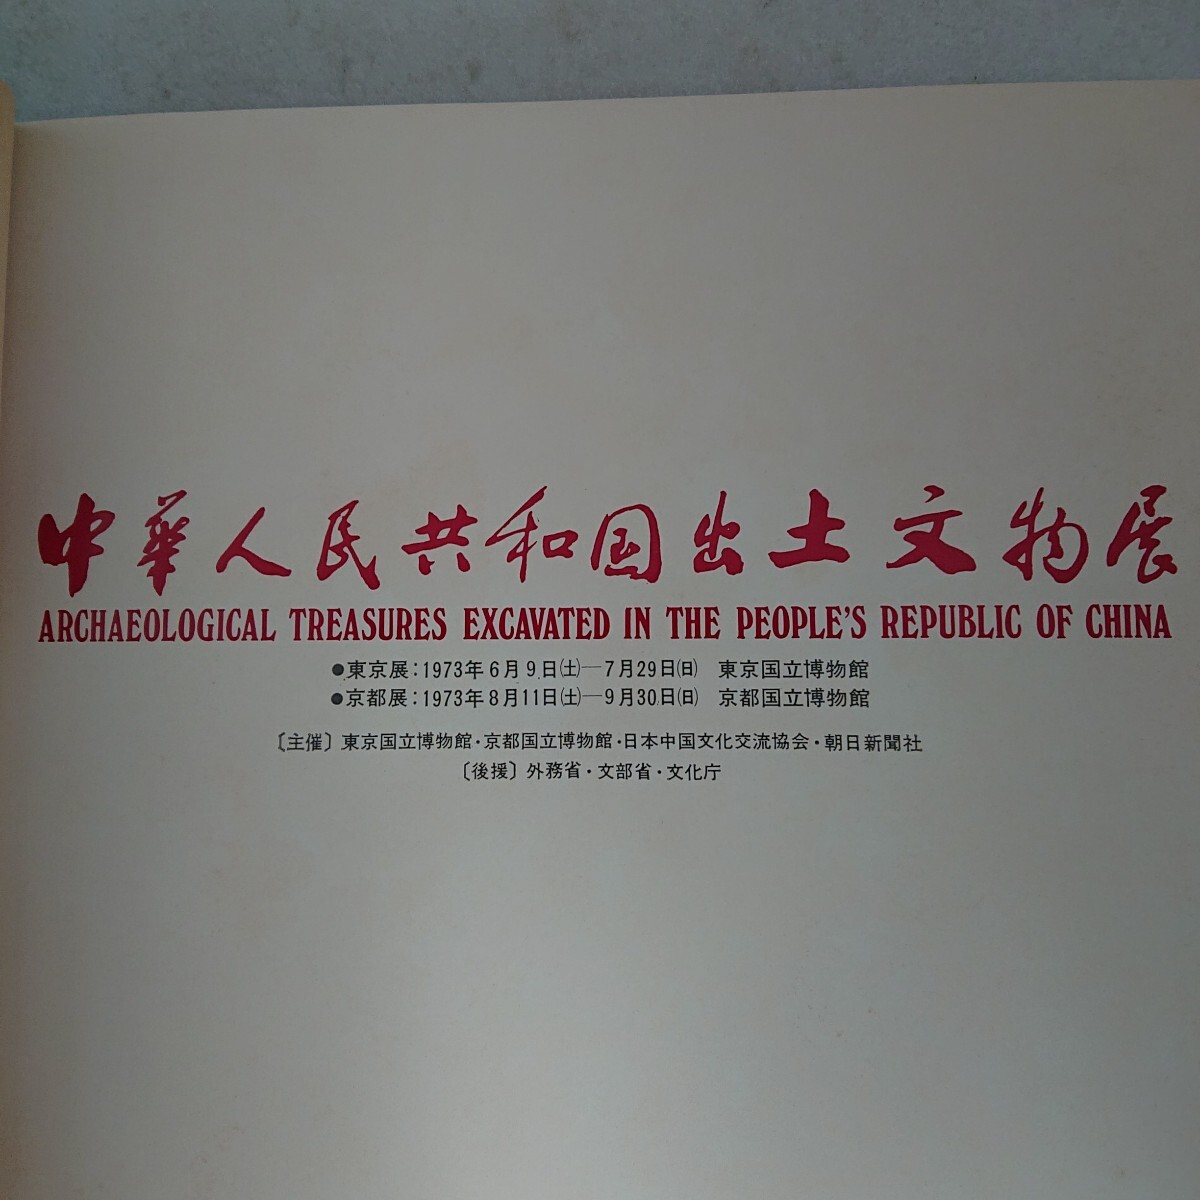 中華人民共和国出土文物展
ARCHAEOLOGICAL TREASURES EXCAVATED IN THE PEOPLE'S REPUBLIC OF CHINA
●東京展：1973年6月9日㈯─7月29日㈰　東京国立博物館
●京都展：1973年8月11日㈯─9月30日㈰　京都国立博物館
〔主催〕東京国立博物館・京都国立博物館・日本中国文化交流協会・朝日新聞社
〔後援〕外務省・文部省・文化庁